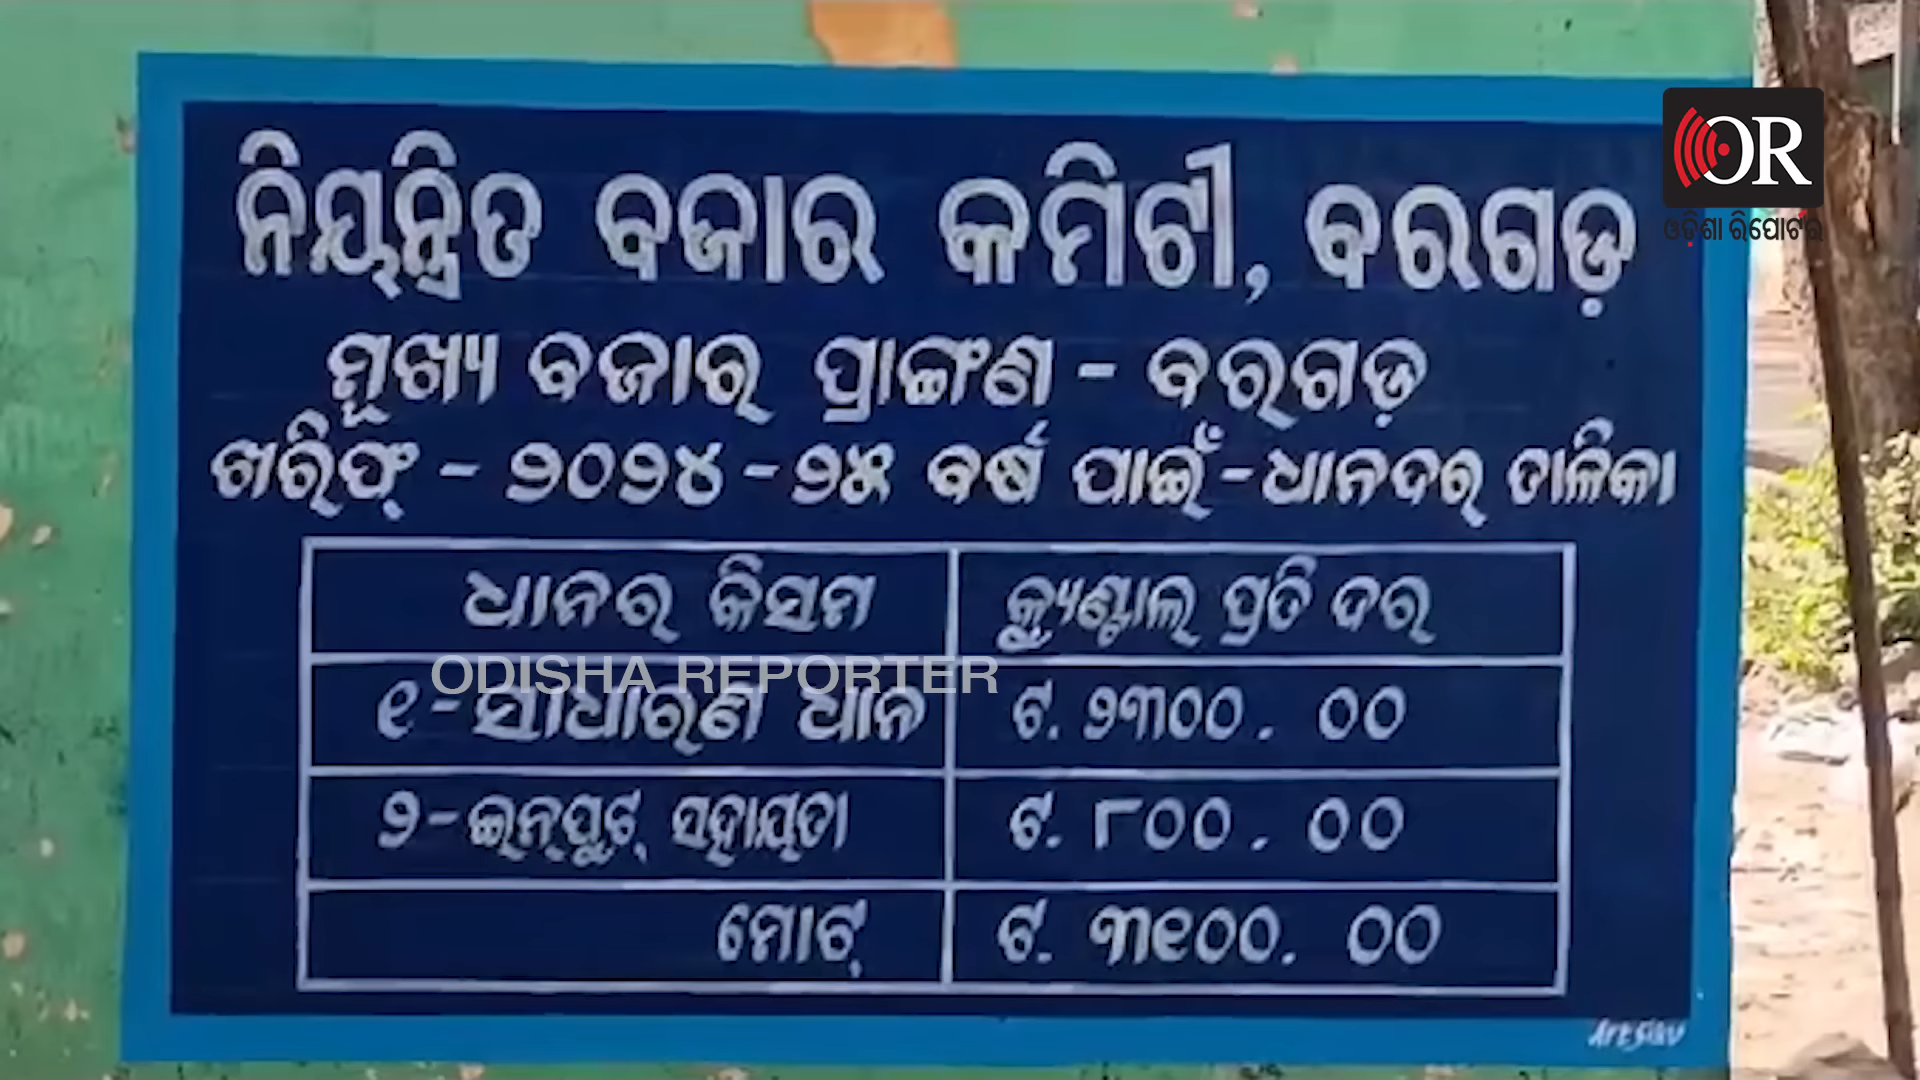 ନିୟନ୍ତ୍ରିତ ବଜାର କମିଟୀ, ବରଗଡ଼
ମୂଖ୍ୟ ବଜାର ପ୍ରାଙ୍ଗଣ - ବରଗଡ଼
ଖରିଫ୍ - ୨୦୨୪ - ୨୫ ବର୍ଷ ପାଇଁ - ଧାନଦର ତାଳିକା
ଧାନର କିସମ କ୍ୟୁଣ୍ଟାଲ ପ୍ରତି ଦର
୧ - ସାଧାରଣ ଧାନ ଟ. ୨୩୦୦. ୦୦
୨ - ଇନ୍‌ପୁଟ୍ ସହାୟତା ଟ. ୮୦୦. ୦୦
ମୋଟ୍ ଟ. ୩୧୦୦. ୦୦
OR
ଓଡ଼ିଶା ରିପୋର୍ଟର
ODISHA REPORTER